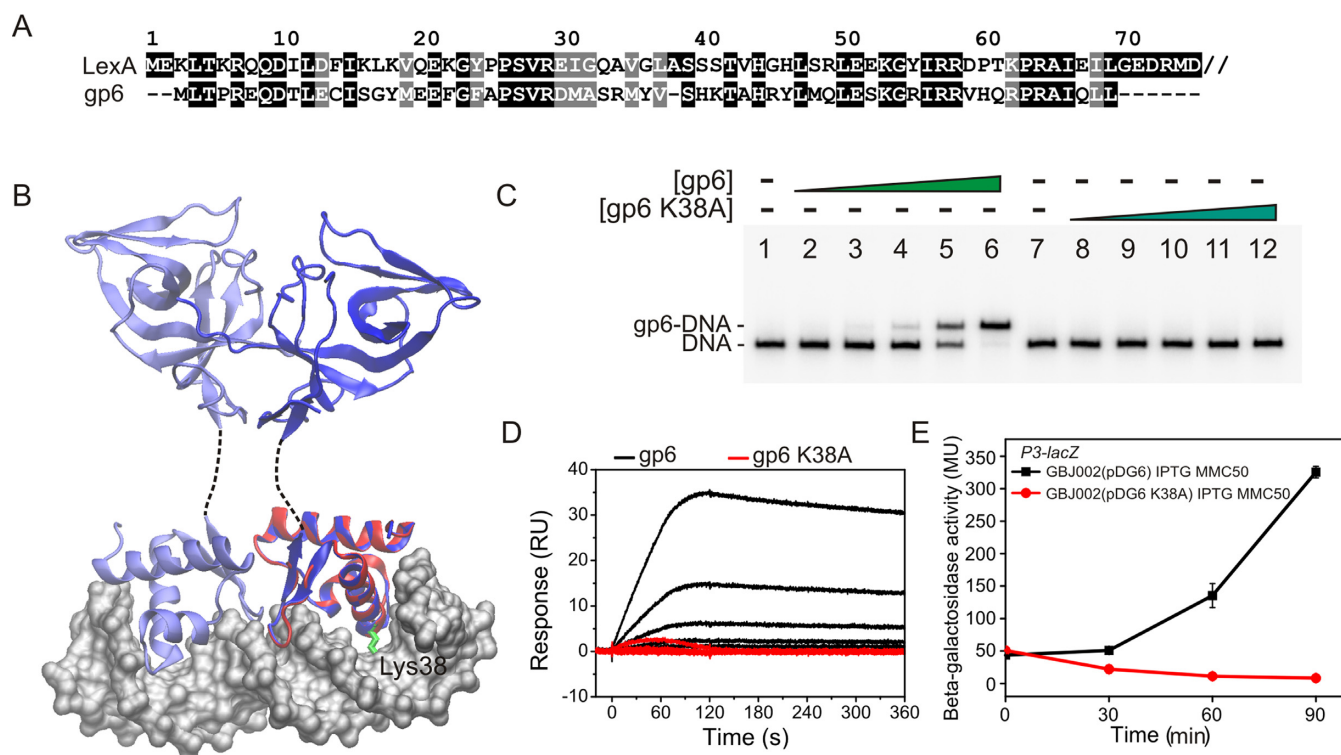 A
1 10 20 30 40 50 60 70
LexA MEKLTKRQQDILDFIKLKVQEKGYPPSVREIGQAVGLASSSTVHGHLSRLEEKGYIRRDPTKPRAIEILGEDRMD//
gp6 --MLTPREQDTLECISGYMEEFGFAPSVRDMASRMYV-SHKTAHRYLMQLESKGRIRRVHQRPRAIQLL------
B
Lys38
C
[gp6] - - - - - - -
[gp6 K38A] - - - - - - -
1 2 3 4 5 6 7 8 9 10 11 12
gp6-DNA
DNA
D
gp6 gp6 K38A
Response (RU)
40
30
20
10
0
-10
0 60 120 180 240 300 360
Time (s)
E
P3-lacZ
GBJ002(pDG6) IPTG MMC50
GBJ002(pDG6 K38A) IPTG MMC50
Beta-galactosidase activity (MU)
350
300
250
200
150
100
50
0
0 30 60 90
Time (min)